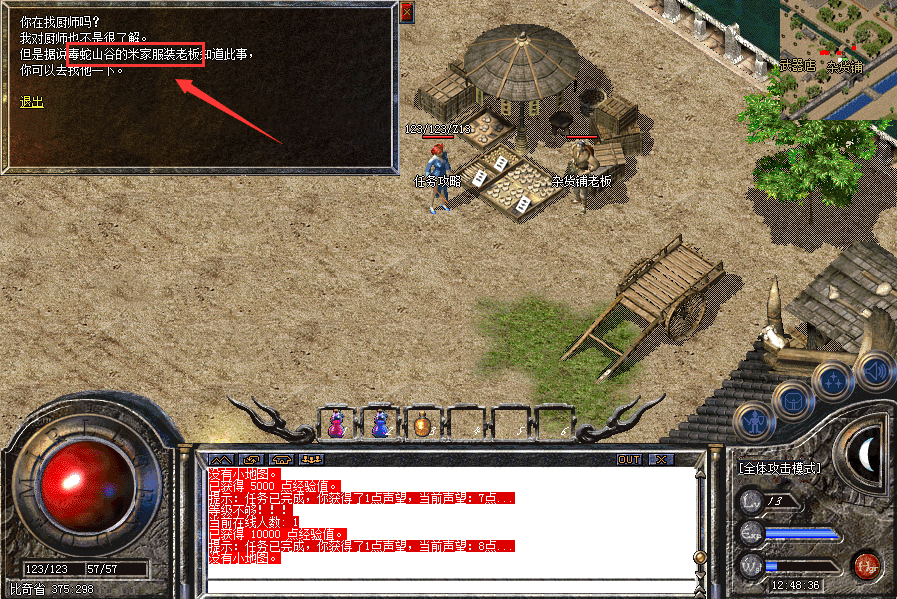 你在找厨师吗？
我对厨师也不是很了解。
但是据说毒蛇山谷的米家服装老板知道此事，
你可以去找他一下。
退出
武器店 杂货铺
123/123/Z13
任务攻略 杂货铺老板
OUT
没有小地图。
已获得 5000 点经验值。
提示: 任务已完成, 你获得了1点声望, 当前声望: 7点...
等级不够！！！
当前在线人数: 1
已获得 10000 点经验值。
提示: 任务已完成, 你获得了1点声望, 当前声望: 8点...
没有小地图。
[全体攻击模式]
Lv 13
Exp
123/123 57/57
比奇省 375:298
12:48:36